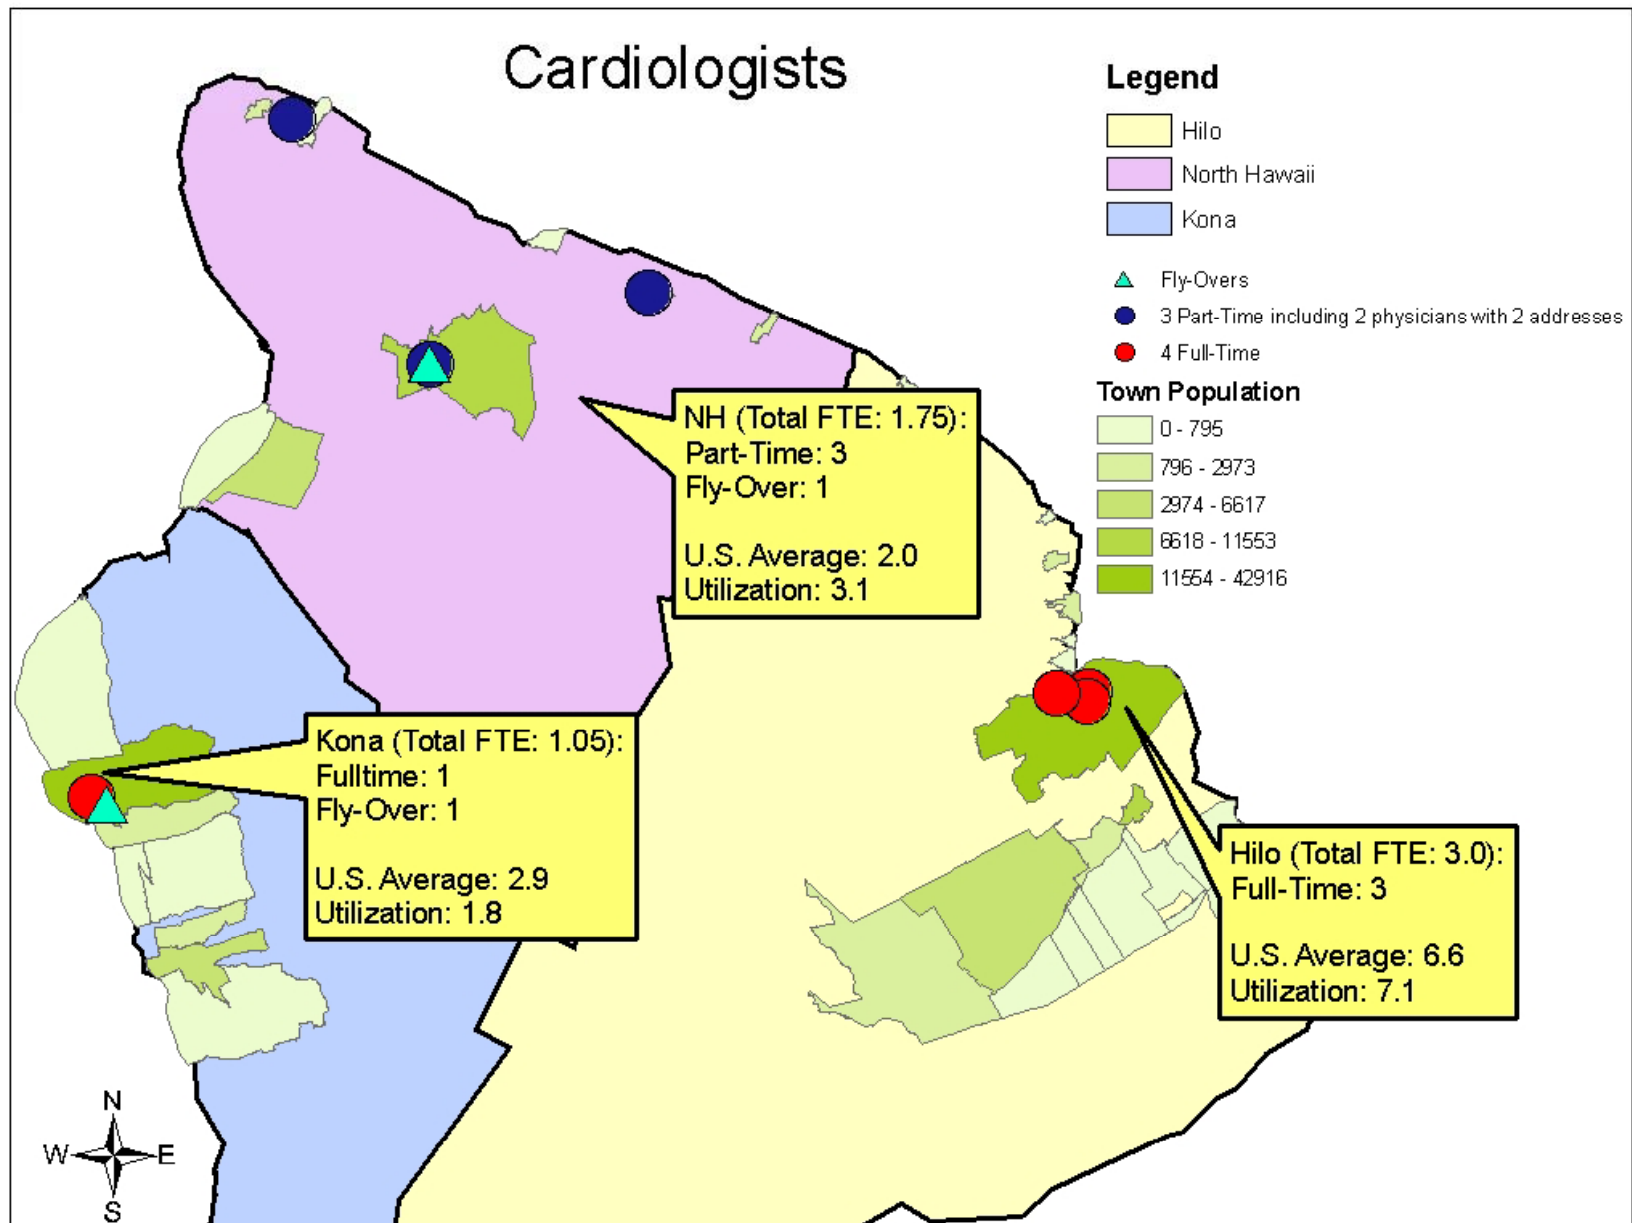 Cardiologists
Legend
Hilo
North Hawaii
Kona
Fly-Overs
3 Part-Time including 2 physicians with 2 addresses
4 Full-Time
Town Population
0 - 795
796 - 2973
2974 - 6617
6618 - 11553
11554 - 42916
NH (Total FTE: 1.75):
Part-Time: 3
Fly-Over: 1
U.S. Average: 2.0
Utilization: 3.1
Kona (Total FTE: 1.05):
Fulltime: 1
Fly-Over: 1
U.S. Average: 2.9
Utilization: 1.8
Hilo (Total FTE: 3.0):
Full-Time: 3
U.S. Average: 6.6
Utilization: 7.1
N
W E
S